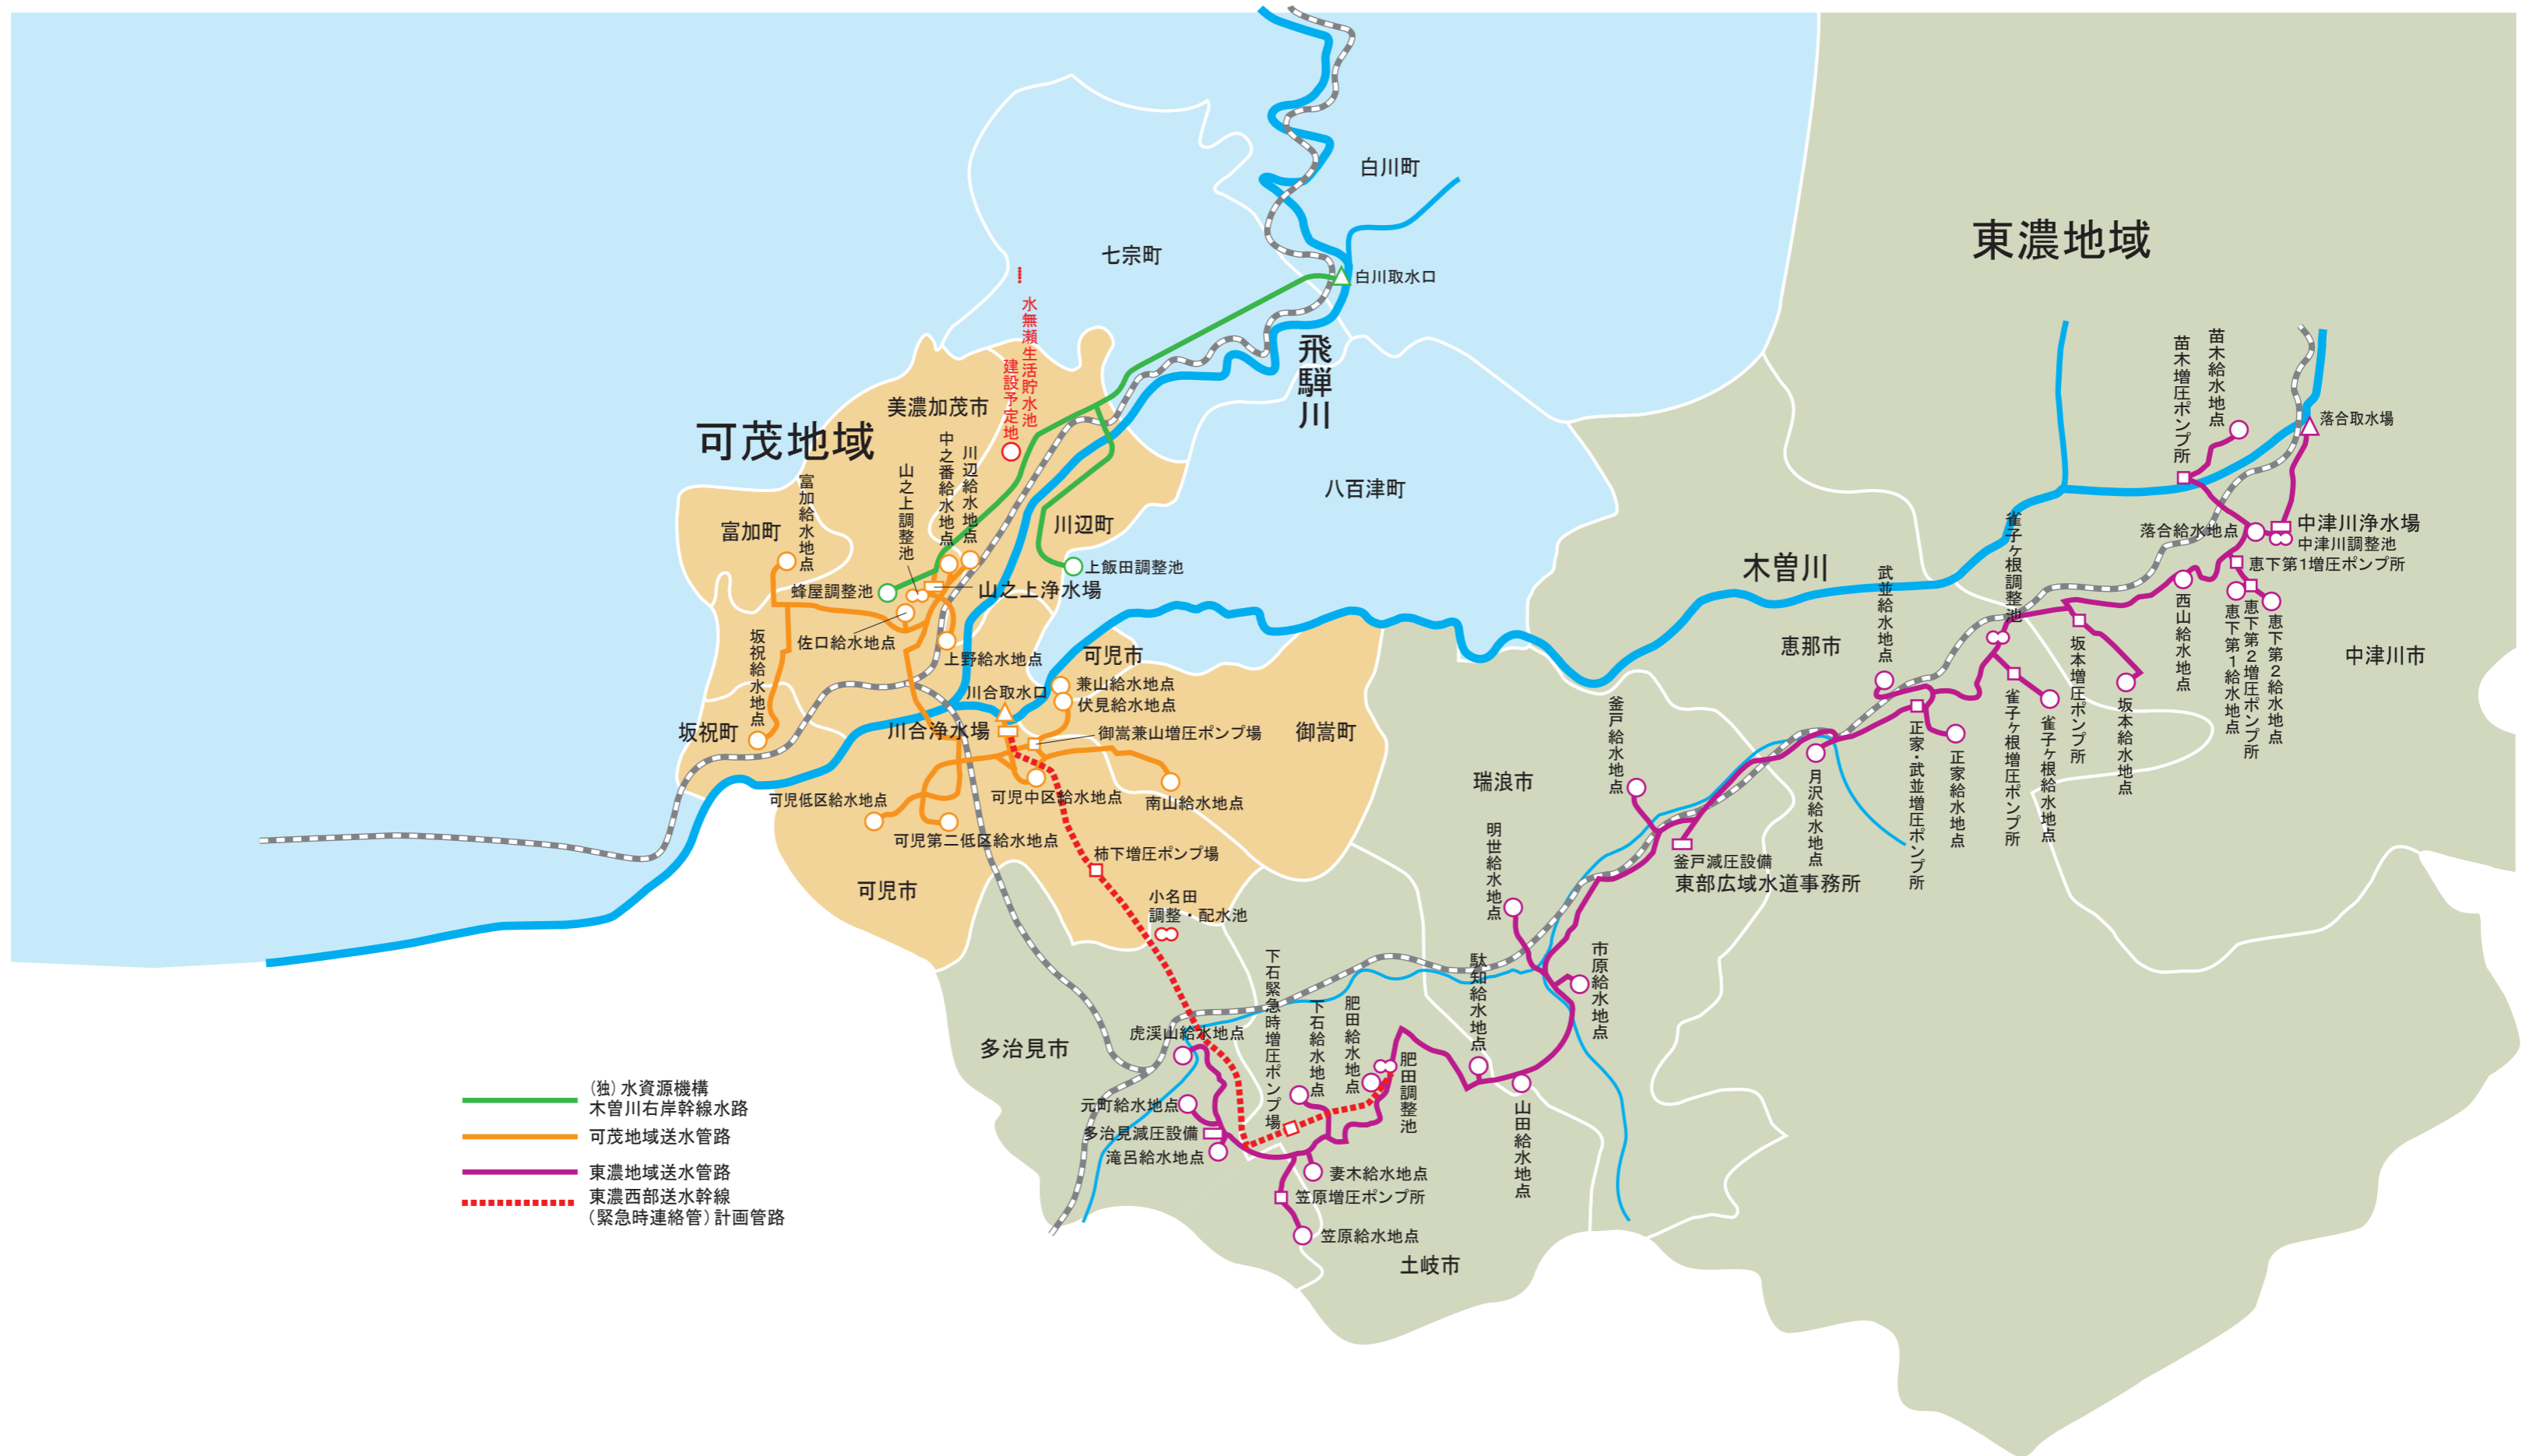 白川町
東濃地域
七宗町
白川取水口
水無瀬生活貯水池
建設予定地
飛騨川
苗木増圧ポンプ所
苗木給水地点
美濃加茂市
可茂地域
落合取水場
中之番給水地点
川辺給水地点
山之上調整池
富加給水地点
八百津町
富加町
川辺町
雀子ケ根調整池
落合給水地点
中津川浄水場
中津川調整池
上飯田調整池
木曽川
恵下第1増圧ポンプ所
蜂屋調整池
山之上浄水場
武並給水地点
西山給水地点
恵下第1給水地点
恵下第2増圧ポンプ所
恵下第2給水地点
坂祝給水地点
佐口給水地点
上野給水地点
可児市
恵那市
坂本増圧ポンプ所
坂本給水地点
中津川市
川合取水口
兼山給水地点
伏見給水地点
釜戸給水地点
雀子ケ根増圧ポンプ所
雀子ケ根給水地点
坂祝町
川合浄水場
御嵩兼山増圧ポンプ場
御嵩町
正家・武並増圧ポンプ所
正家給水地点
月沢給水地点
瑞浪市
可児低区給水地点
可児中区給水地点
南山給水地点
明世給水地点
可児第二低区給水地点
柿下増圧ポンプ場
釜戸減圧設備
東部広域水道事務所
可児市
小名田
調整・配水池
下石緊急時増圧ポンプ場
駄知給水地点
市原給水地点
下石給水地点
肥田給水地点
虎渓山給水地点
多治見市
肥田調整池
(独)水資源機構
木曽川右岸幹線水路
元町給水地点
山田給水地点
可茂地域送水管路
多治見減圧設備
滝呂給水地点
東濃地域送水管路
妻木給水地点
東濃西部送水幹線
(緊急時連絡管)計画管路
笠原増圧ポンプ所
笠原給水地点
土岐市